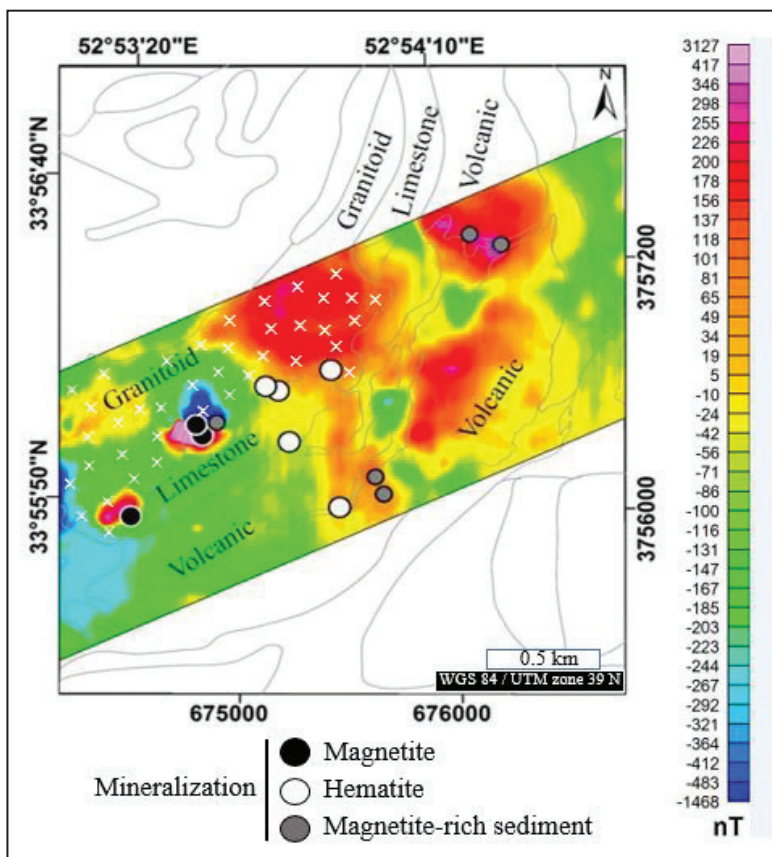 52°53'20"E
52°54'10"E
N
33°56'40"N
33°55'50"N
Granitoid
Limestone
Volcanic
3757200
3756000
Granitoid
Limestone
Volcanic
Volcanic
0.5 km
WGS 84 / UTM zone 39 N
675000
676000
3127
417
346
298
255
226
200
178
156
137
118
101
81
65
49
34
19
5
-10
-24
-42
-56
-71
-86
-100
-116
-131
-147
-167
-185
-203
-223
-244
-267
-292
-321
-364
-412
-483
-1468
nT
Mineralization
Magnetite
Hematite
Magnetite-rich sediment